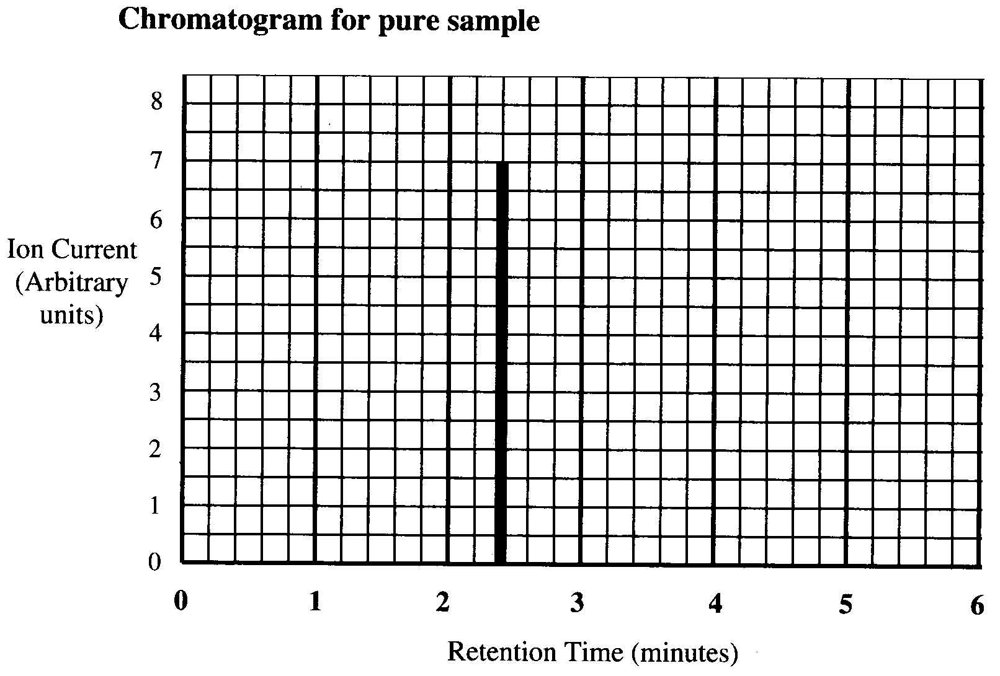 Chromatogram for pure sample
8
7
6
5
4
3
2
1
0
Ion Current
(Arbitrary
units)
0 1 2 3 4 5 6
Retention Time (minutes)